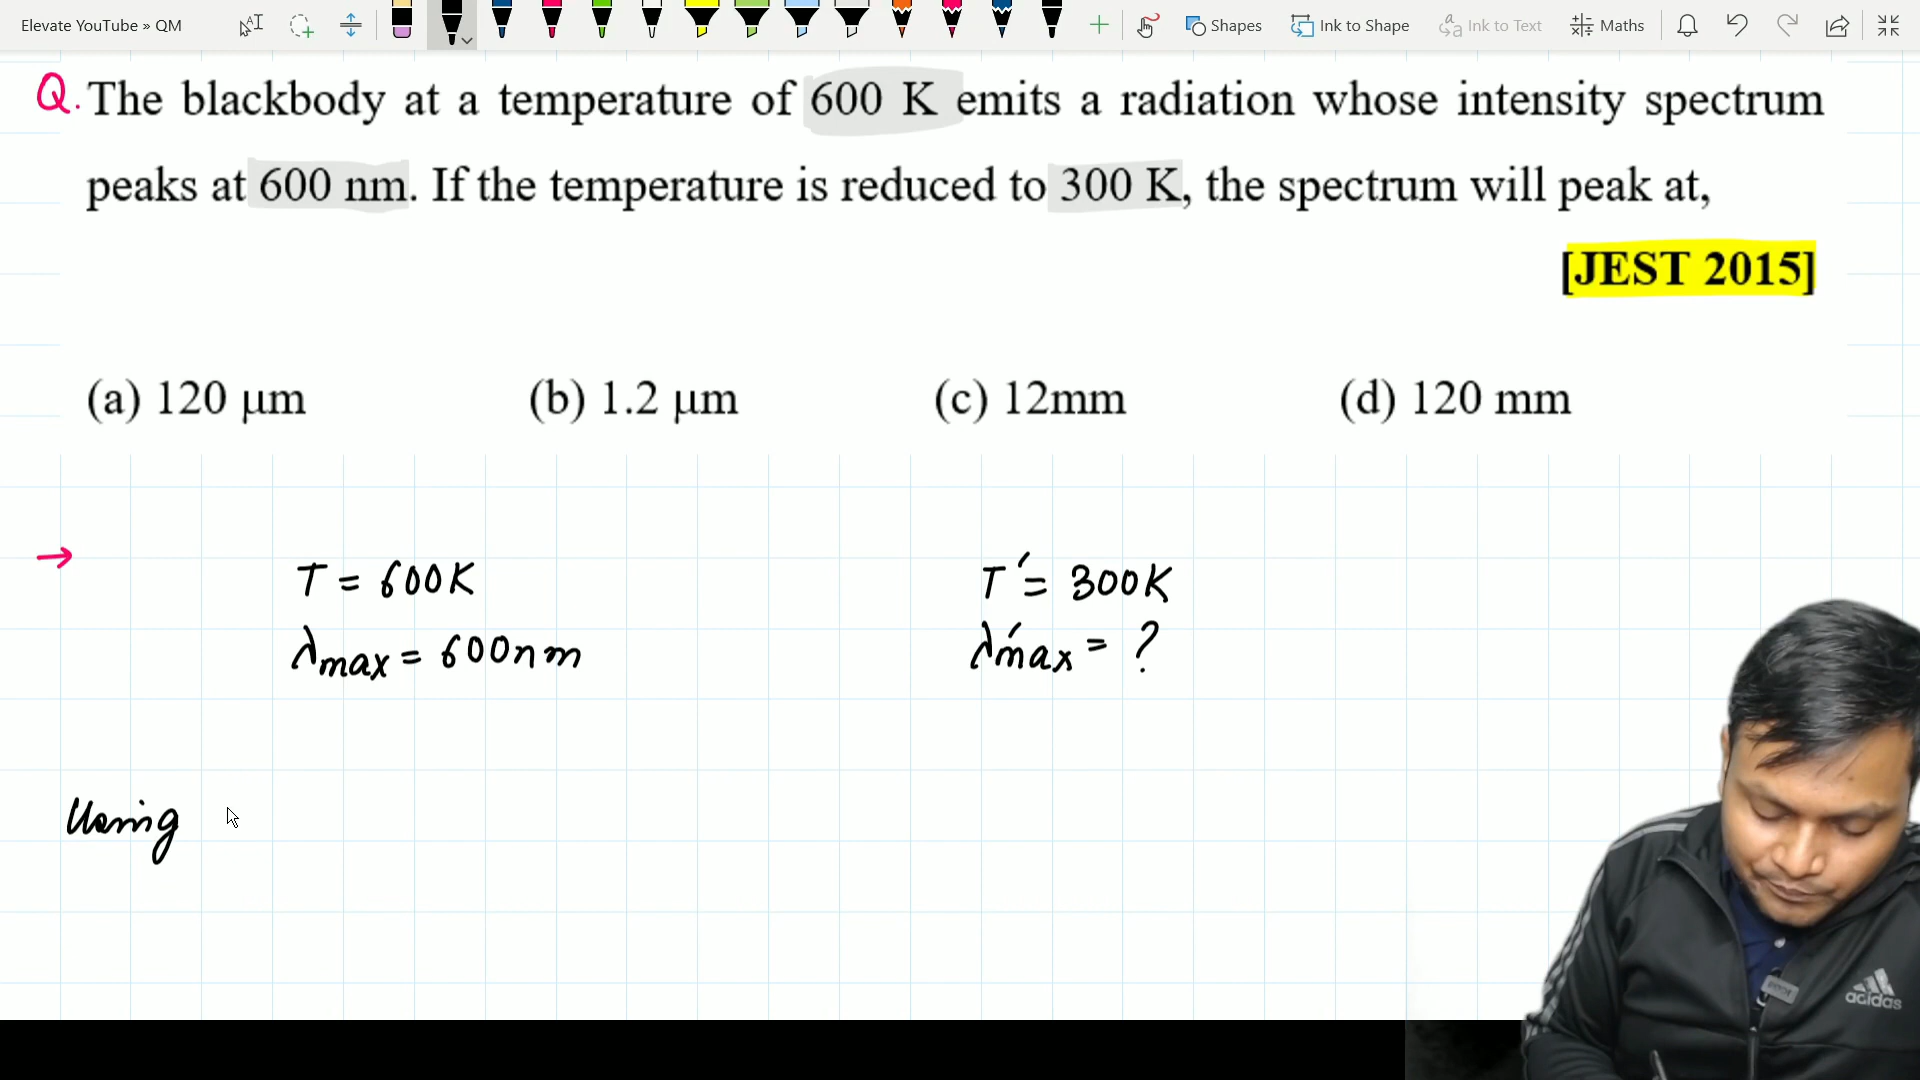 Elevate YouTube » QM
Shapes
Ink to Shape
Ink to Text
Maths
Q. The blackbody at a temperature of 600 K emits a radiation whose intensity spectrum
peaks at 600 nm. If the temperature is reduced to 300 K, the spectrum will peak at,
[JEST 2015]
(a) 120 μm (b) 1.2 μm (c) 12mm (d) 120 mm
→ T = 600K T′ = 300K
λmax = 600nm λ′max = ?
Using
adidas